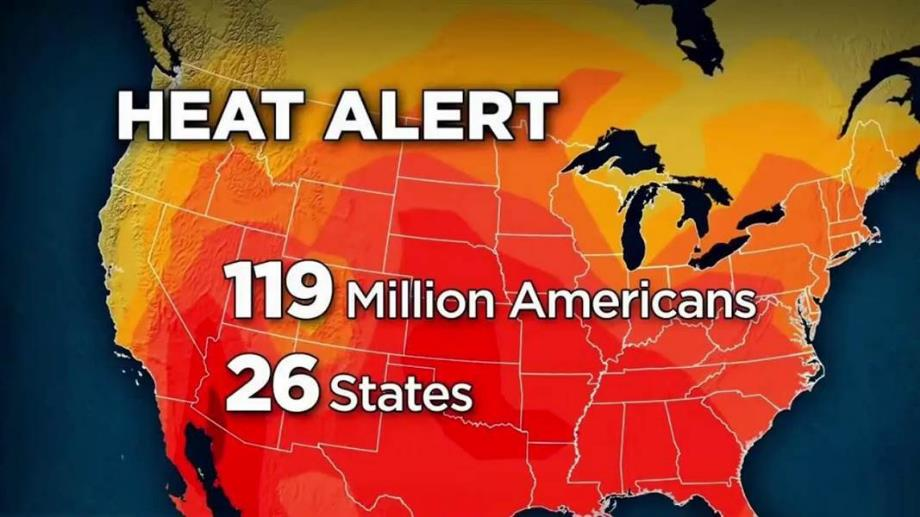 HEAT ALERT
119 Million Americans
26 States